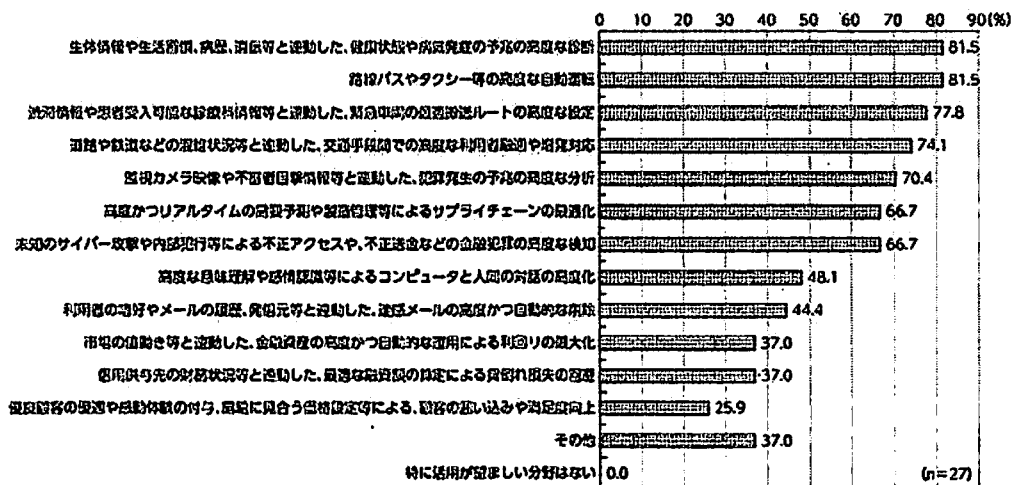 0 10 20 30 40 50 60 70 80 90(%)
生体情報や生活習慣、病歴、遺伝等と連動した、健康状態や病気発症の予兆の高度な診断 81.5
路線バスやタクシー等の高度な自動運転 81.5
渋滞情報や患者受入可能な診療科情報等と連動した、緊急車両の最適搬送ルートの高度な設定 77.8
道路や鉄道などの混雑状況等と連動した、交通手段間での高度な利用者融通や増発対応 74.1
監視カメラ映像や不審者目撃情報等と連動した、犯罪発生の予兆の高度な分析 70.4
高度かつリアルタイムの需要予測や製造管理等によるサプライチェーンの最適化 66.7
未知のサイバー攻撃や内部犯行等による不正アクセスや、不正送金などの金融犯罪の高度な検知 66.7
高度な意味理解や感情認識等によるコンピュータと人間の対話の高度化 48.1
利用者の嗜好やメールの履歴、発信元等と連動した、迷惑メールの高度かつ自動的な削除 44.4
市場の値動き等と連動した、金融資産の高度かつ自動的な運用による利回りの最大化 37.0
信用供与先の財務状況等と連動した、最適な融資額の算定による貸倒れ損失の回避 37.0
優良顧客の優遇や感動体験の付与、需給に見合う価格設定等による、顧客の囲い込みや満足度向上 25.9
その他 37.0
特に活用が望ましい分野はない 0.0
(n=27)